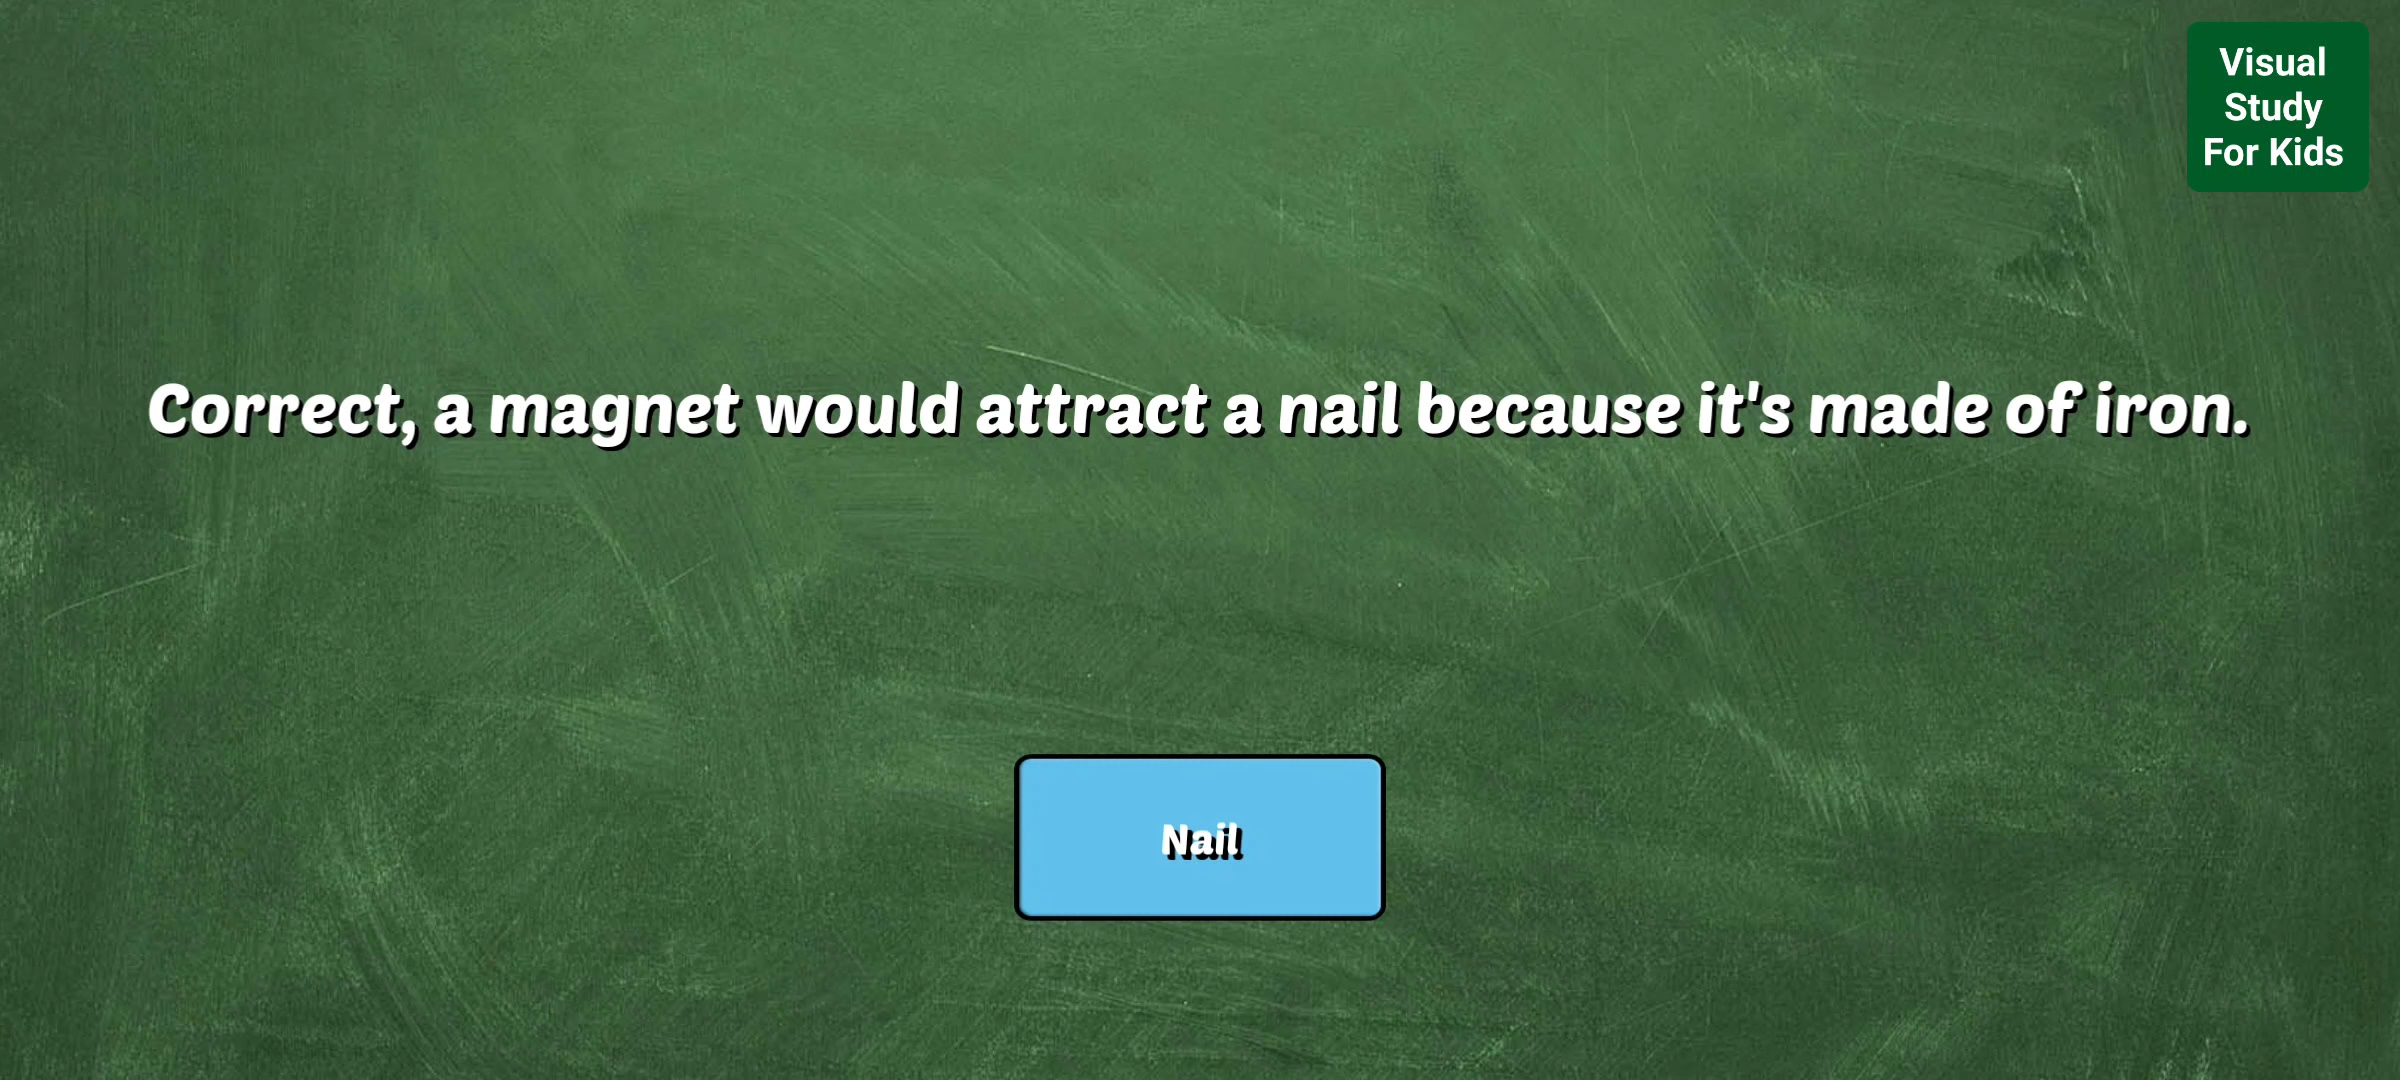 Visual
Study
For Kids
Correct, a magnet would attract a nail because it's made of iron.
Nail